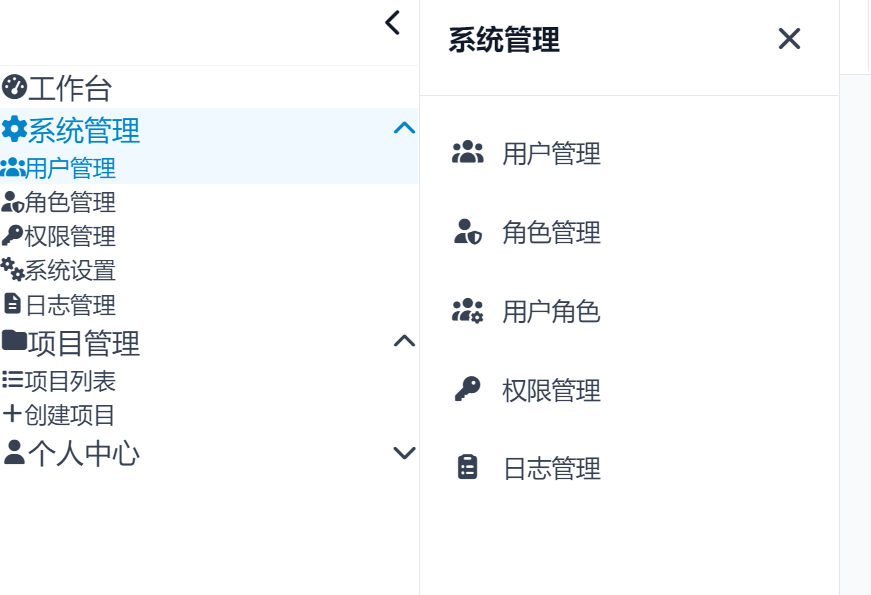 工作台
系统管理
用户管理
角色管理
权限管理
系统设置
日志管理
项目管理
项目列表
创建项目
个人中心
系统管理
用户管理
角色管理
用户角色
权限管理
日志管理